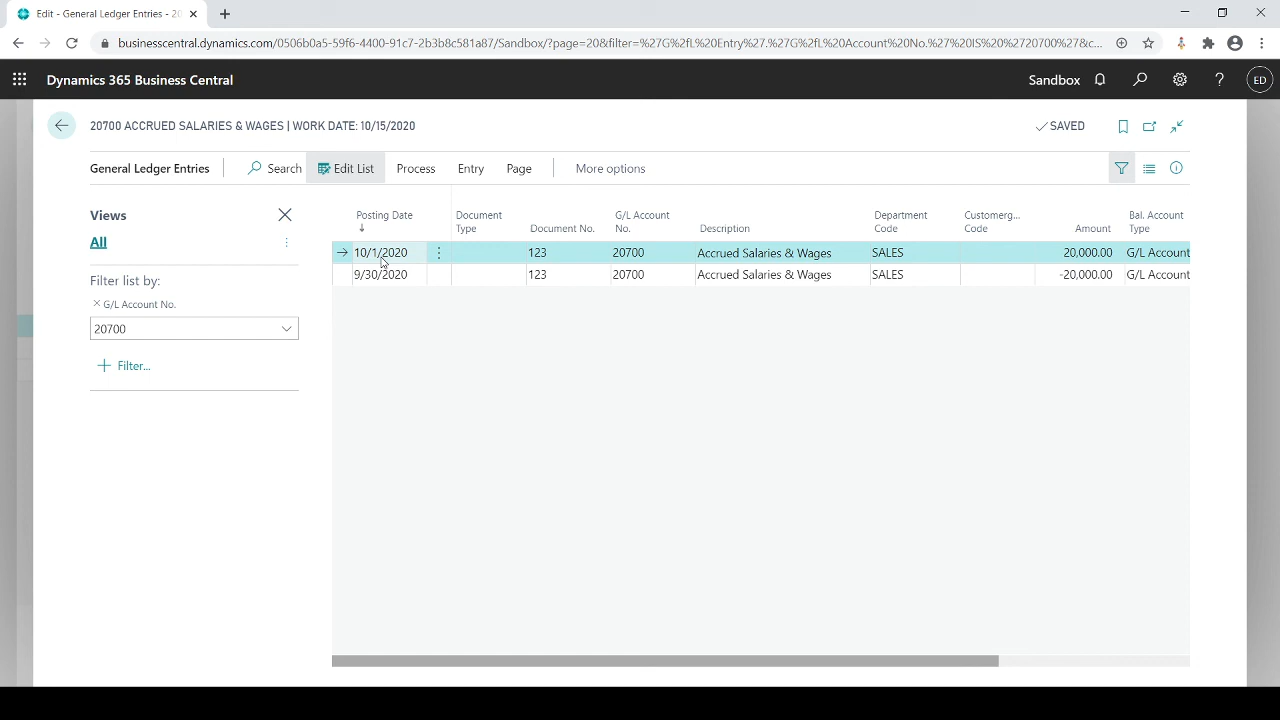 Edit - General Ledger Entries - 20
businesscentral.dynamics.com/0506b0a5-59f6-4400-91c7-2b3b8c581a87/Sandbox/?page=20&filter=%27G%2fL%20Entry%27.%27G%2fL%20Account%20No.%27%20IS%20%2720700%27&c...
Dynamics 365 Business Central
Sandbox
ED
20700 ACCRUED SALARIES & WAGES | WORK DATE: 10/15/2020
SAVED
General Ledger Entries
Search
Edit List
Process
Entry
Page
More options
Views
All
Filter list by:
G/L Account No.
20700
Filter...
Posting Date Document Type Document No. G/L Account No. Description Department Code Customerg... Code Amount Bal. Account Type
10/1/2020 123 20700 Accrued Salaries & Wages SALES 20,000.00 G/L Account
9/30/2020 123 20700 Accrued Salaries & Wages SALES -20,000.00 G/L Account